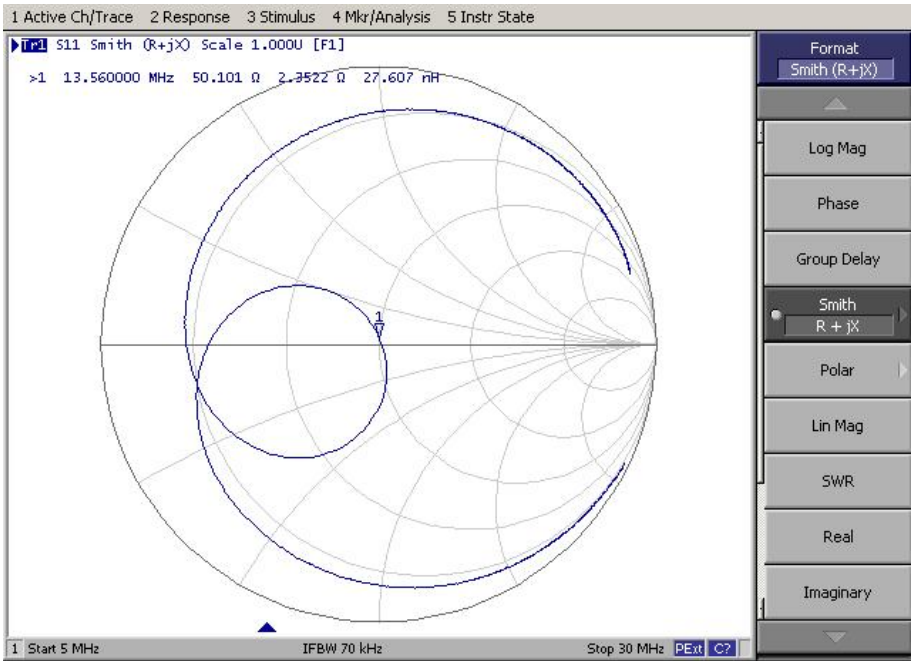 1 Active Ch/Trace 2 Response 3 Stimulus 4 Mkr/Analysis 5 Instr State
Tr1 S11 Smith (R+jX) Scale 1.000U [F1]
>1 13.560000 MHz 50.101 Ω 2.3522 Ω 27.607 nH
1
Format
Smith (R+jX)
Log Mag
Phase
Group Delay
Smith
R + jX
Polar
Lin Mag
SWR
Real
Imaginary
1 Start 5 MHz IFBW 70 kHz Stop 30 MHz PExt C?